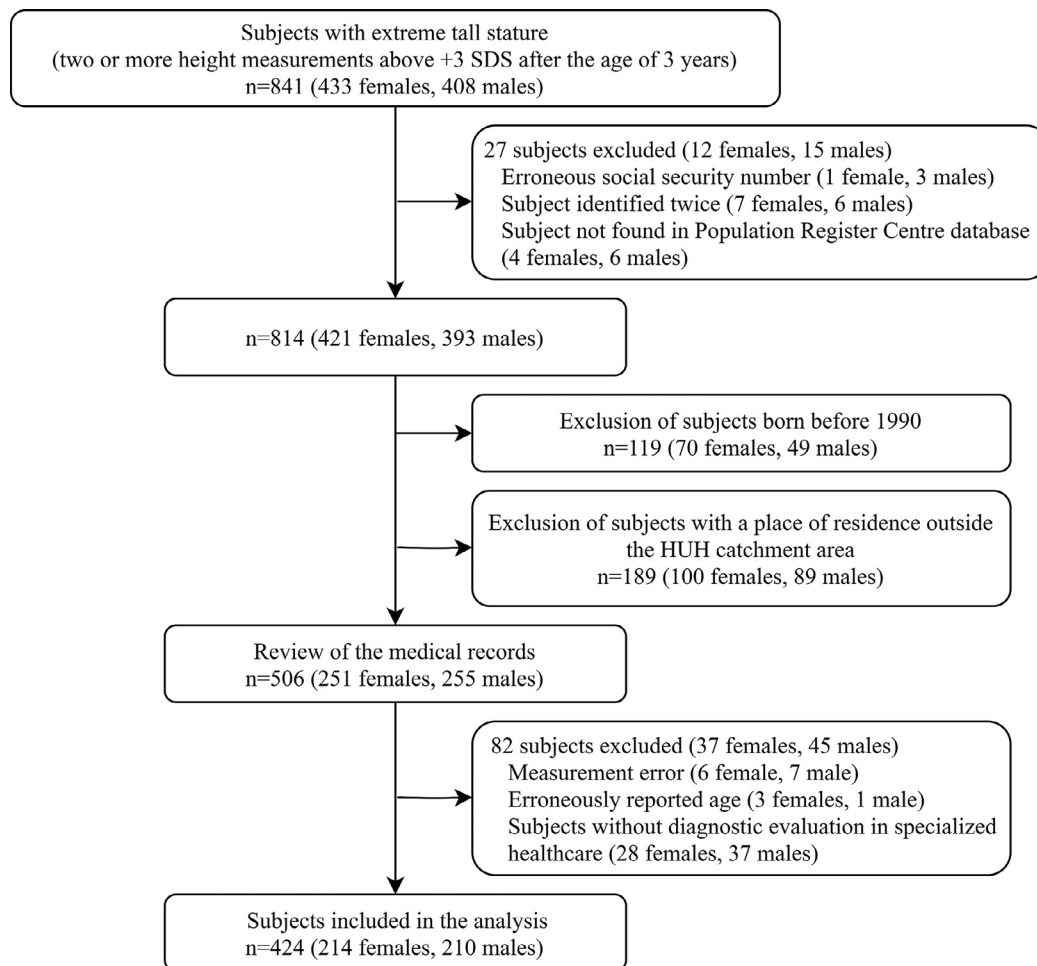 Subjects with extreme tall stature
(two or more height measurements above +3 SDS after the age of 3 years)
n=841 (433 females, 408 males)
27 subjects excluded (12 females, 15 males)
Erroneous social security number (1 female, 3 males)
Subject identified twice (7 females, 6 males)
Subject not found in Population Register Centre database
(4 females, 6 males)
n=814 (421 females, 393 males)
Exclusion of subjects born before 1990
n=119 (70 females, 49 males)
Exclusion of subjects with a place of residence outside
the HUH catchment area
n=189 (100 females, 89 males)
Review of the medical records
n=506 (251 females, 255 males)
82 subjects excluded (37 females, 45 males)
Measurement error (6 female, 7 male)
Erroneously reported age (3 females, 1 male)
Subjects without diagnostic evaluation in specialized
healthcare (28 females, 37 males)
Subjects included in the analysis
n=424 (214 females, 210 males)